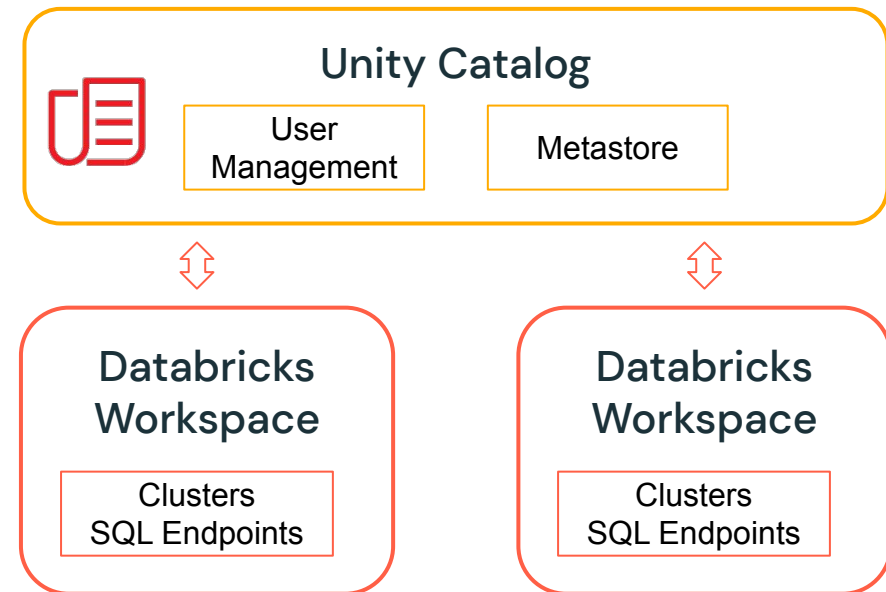 Unity Catalog
User
Management
Metastore
Databricks
Workspace
Clusters
SQL Endpoints
Databricks
Workspace
Clusters
SQL Endpoints